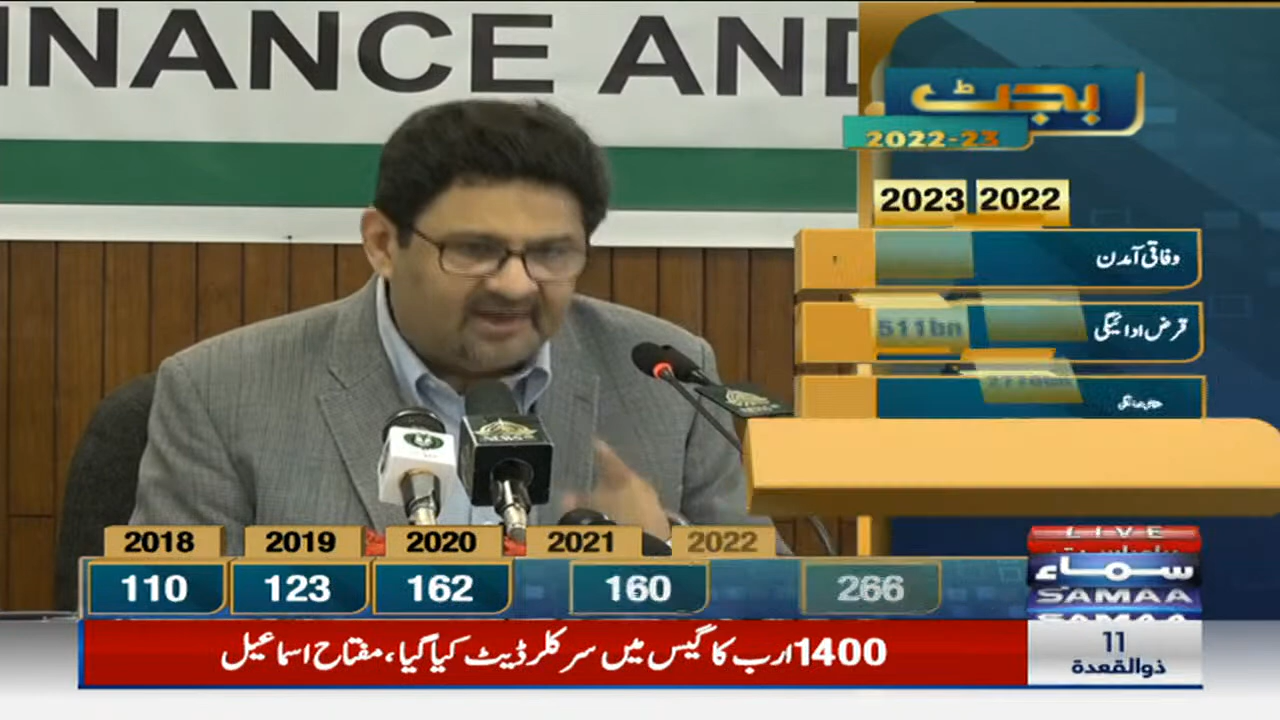 INANCE AND
بجٹ
2022-23
2023 2022
وفاقی آمدن
قرض ادائیگی
511bn
2018 2019 2020 2021 2022
110 123 162 160 266
LIVE
سماء
SAMAA
1400 ارب کا گیس میں سرکلر ڈیٹ کیا گیا، مفتاح اسماعیل
11
ذوالقعدة